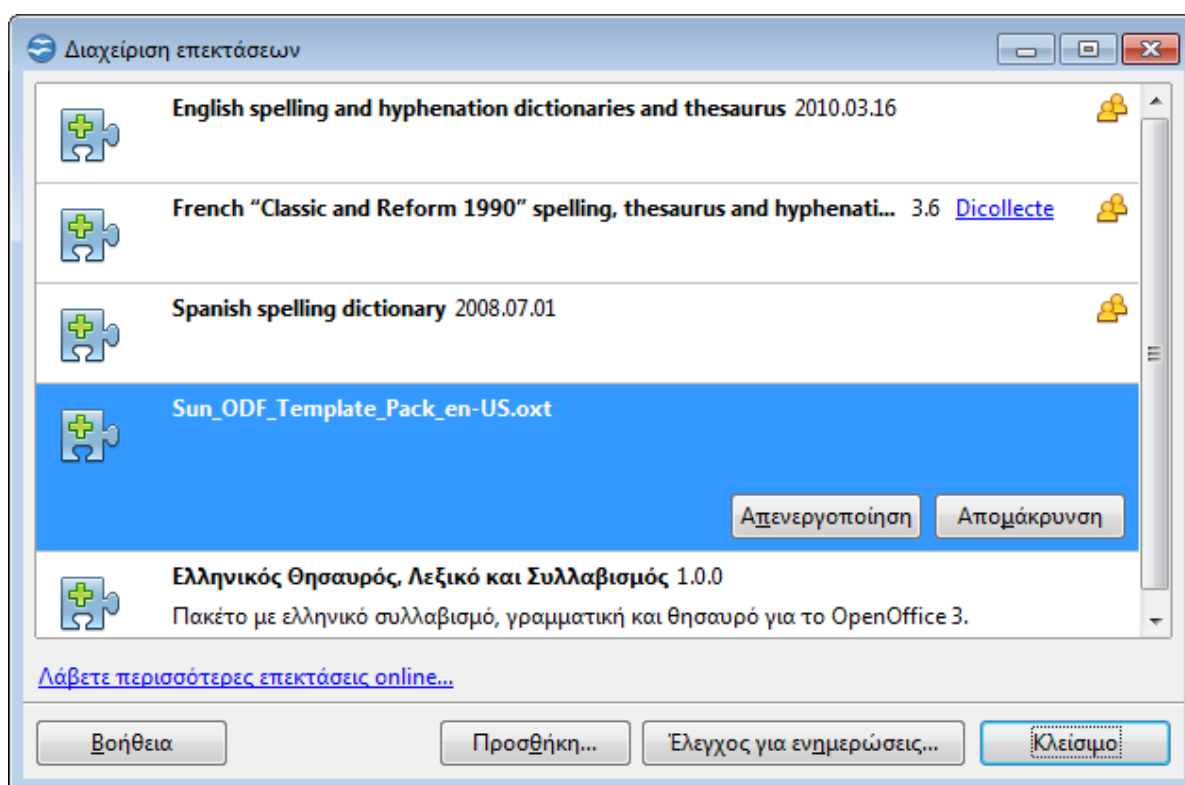 Διαχείριση επεκτάσεων
English spelling and hyphenation dictionaries and thesaurus 2010.03.16
French “Classic and Reform 1990” spelling, thesaurus and hyphenati... 3.6 Dicollecte
Spanish spelling dictionary 2008.07.01
Sun_ODF_Template_Pack_en-US.oxt
Απενεργοποίηση Απομάκρυνση
Ελληνικός Θησαυρός, Λεξικό και Συλλαβισμός 1.0.0
Πακέτο με ελληνικό συλλαβισμό, γραμματική και θησαυρό για το OpenOffice 3.
Λάβετε περισσότερες επεκτάσεις online...
Βοήθεια Προσθήκη... Έλεγχος για ενημερώσεις... Κλείσιμο